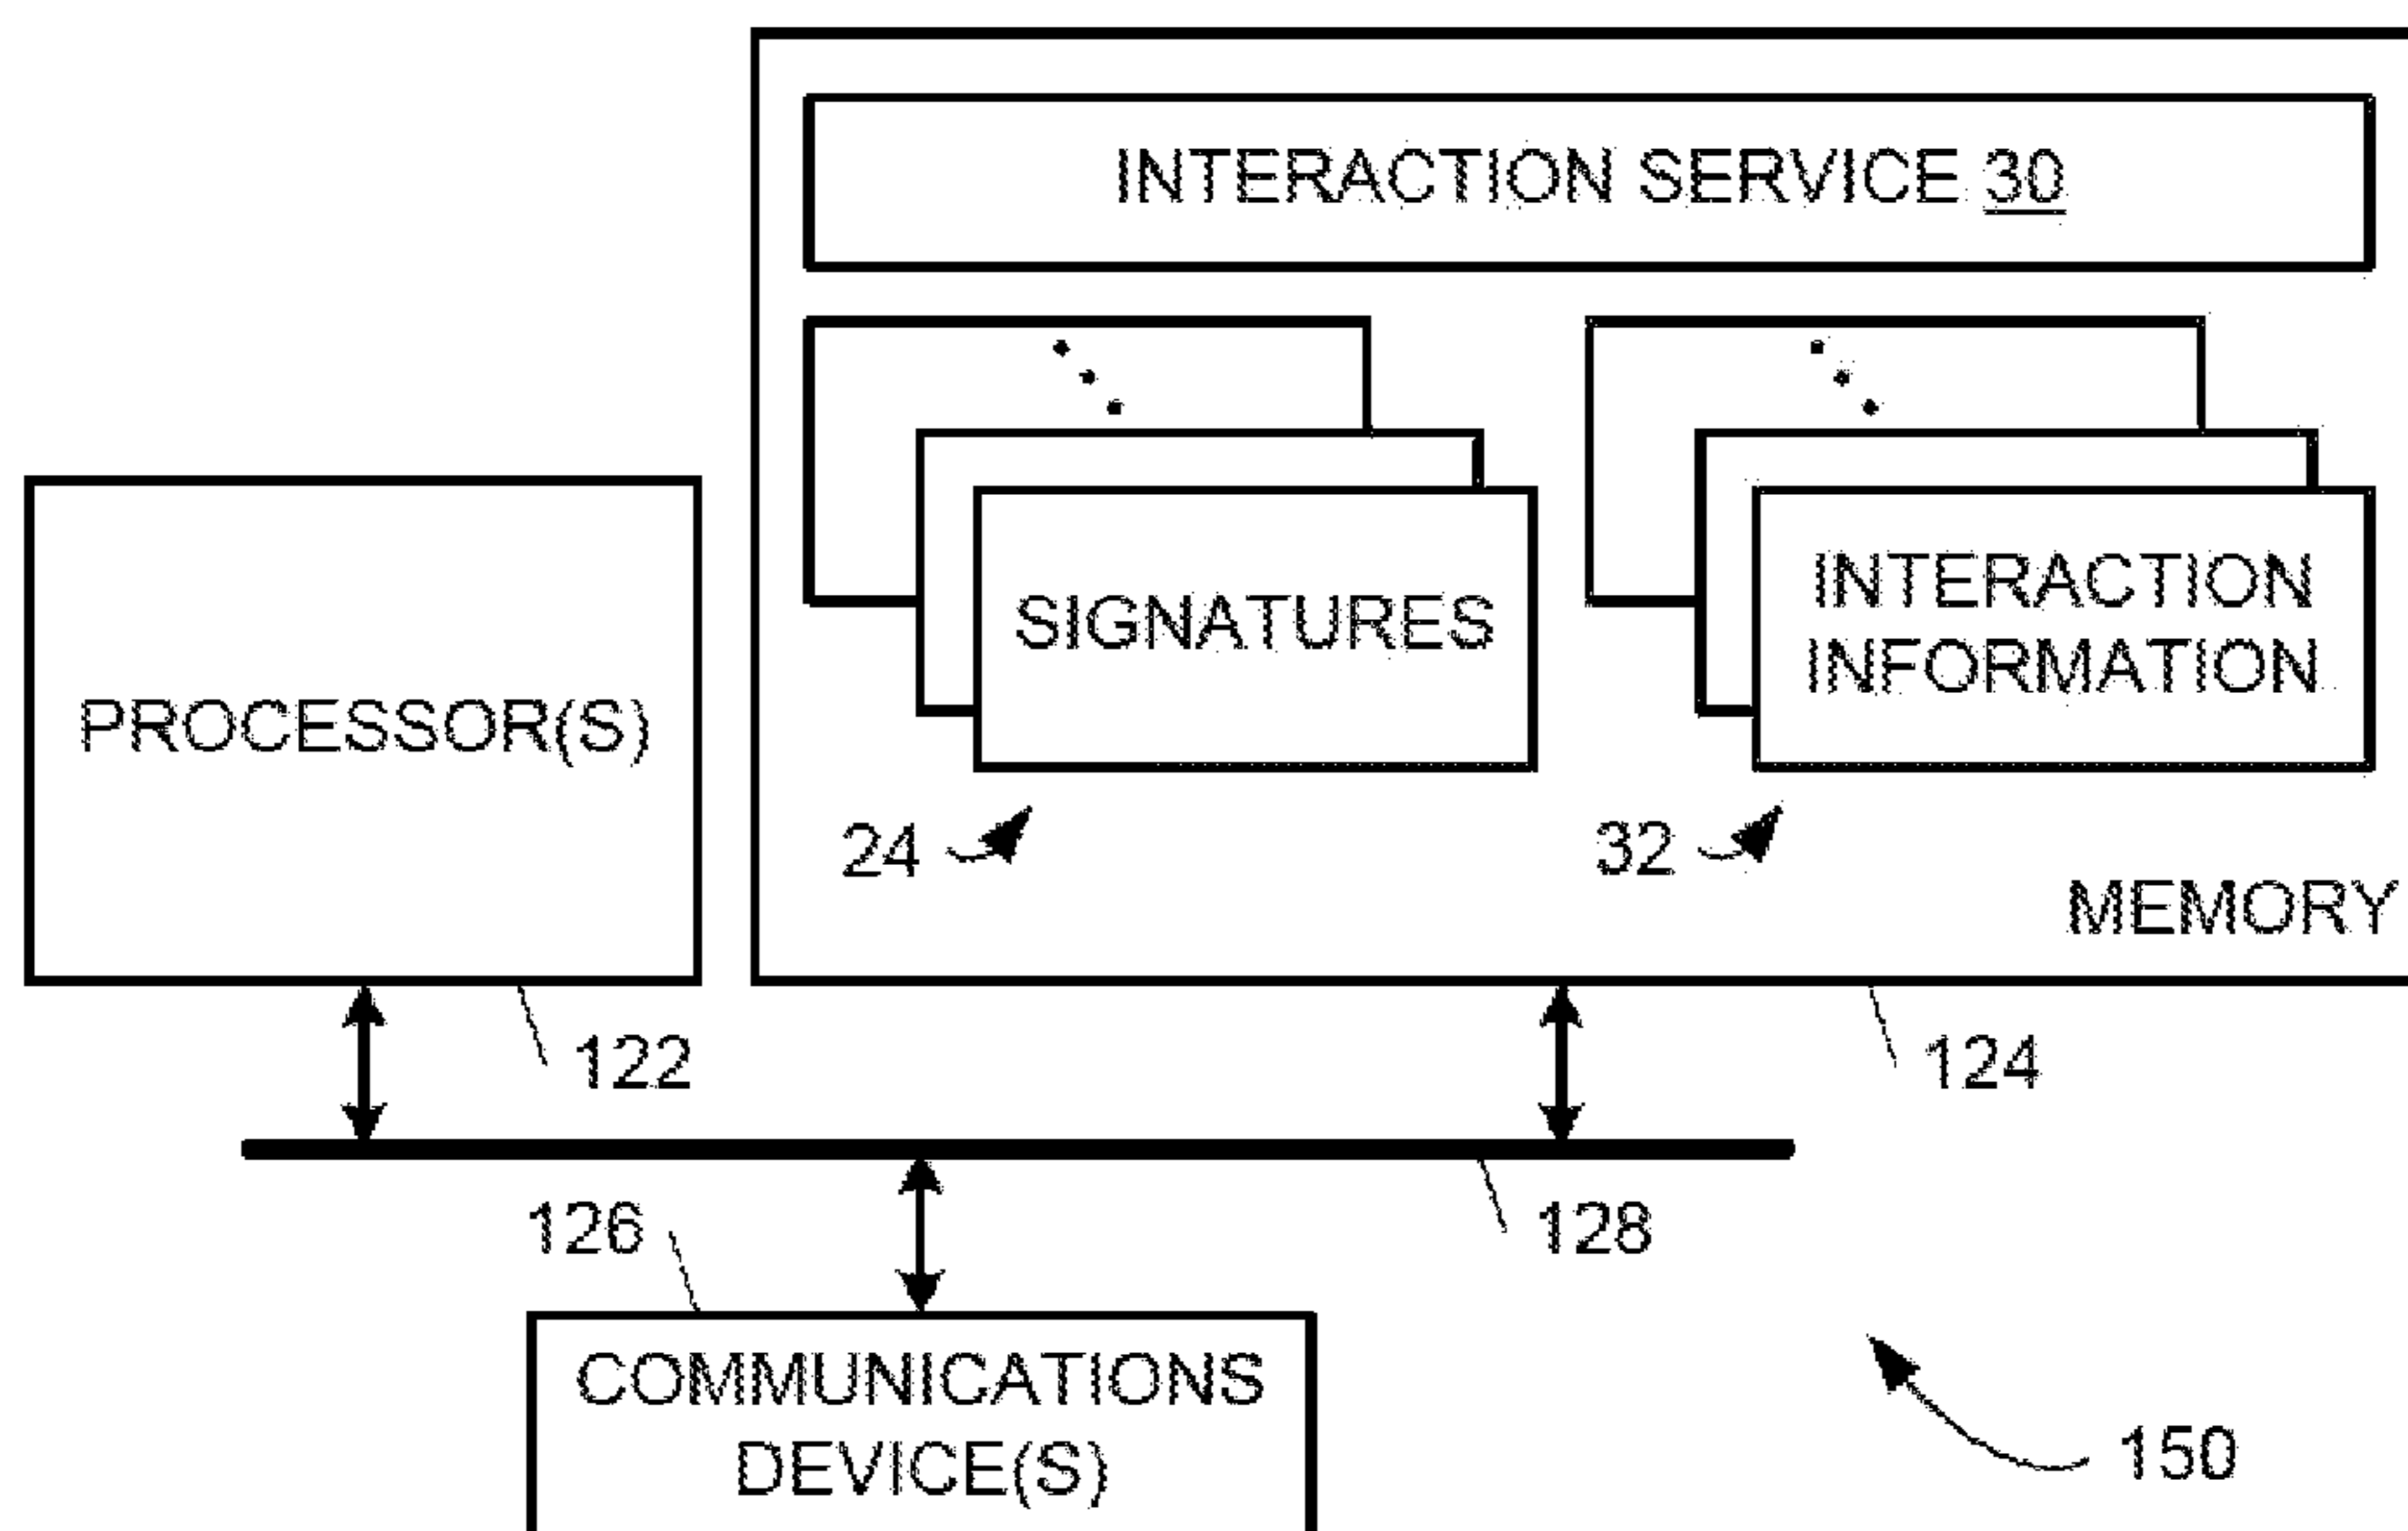 INTERACTION SERVICE 30
SIGNATURES
INTERACTION
INFORMATION
PROCESSOR(S)
24
32
MEMORY
122
124
126
128
COMMUNICATIONS
DEVICE(S)
150